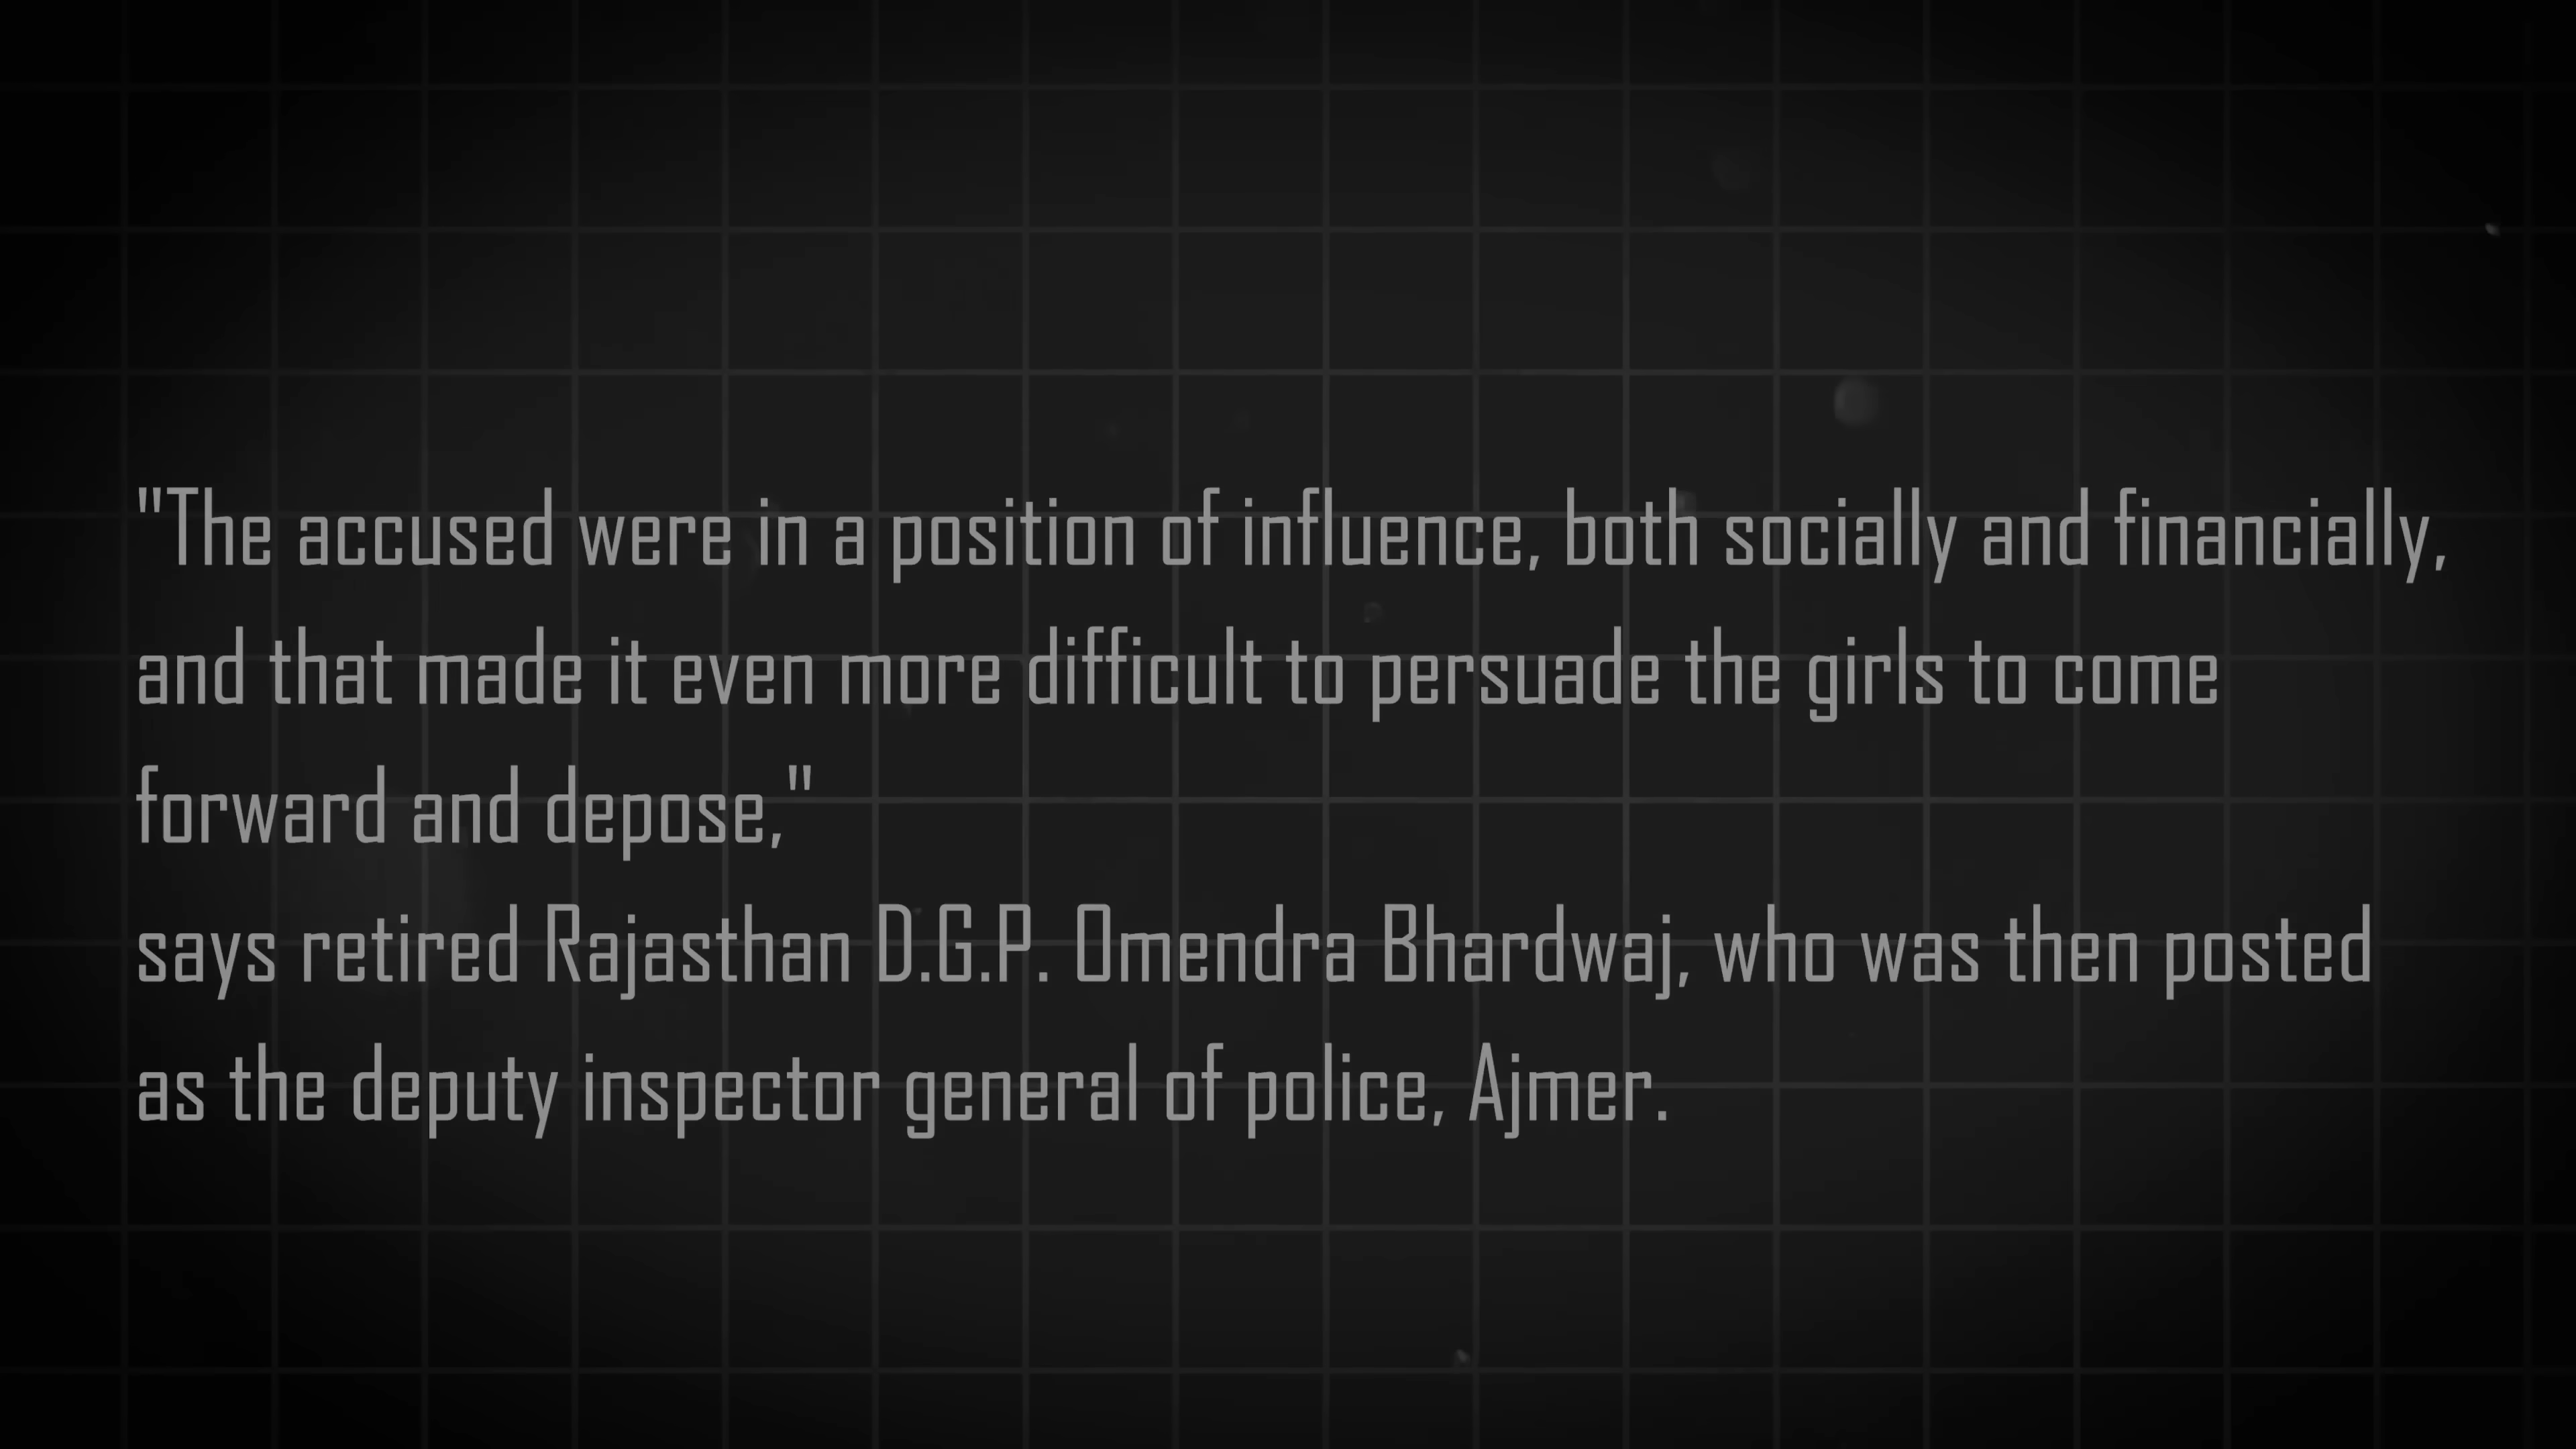 "The accused were in a position of influence, both socially and financially,
and that made it even more difficult to persuade the girls to come
forward and depose,"
says retired Rajasthan D.G.P. Omendra Bhardwaj, who was then posted
as the deputy inspector general of police, Ajmer.